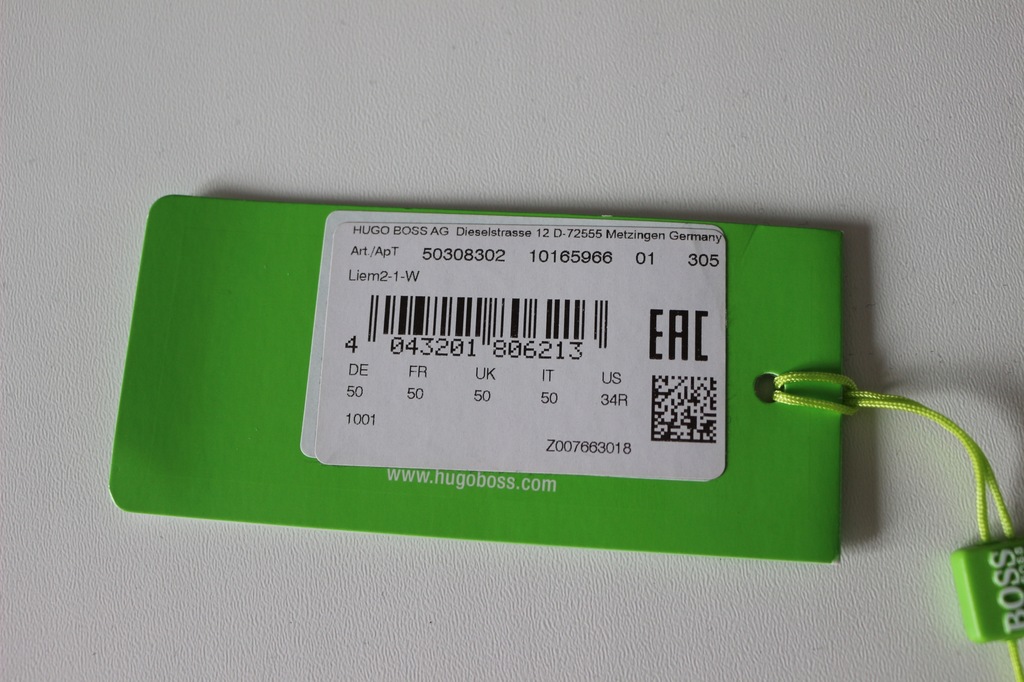 HUGO BOSS AG Dieselstrasse 12 D-72555 Metzingen Germany
Art./ApT 50308302 10165966 01 305
Liem2-1-W
EAC
4 043201 806213
DE FR UK IT US
50 50 50 50 34R
1001
Z007663018
www.hugoboss.com
BOSS